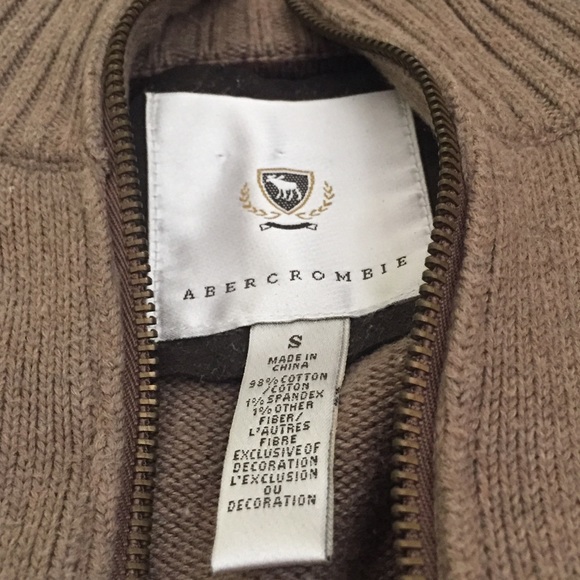 ABERCROMBIE
S
MADE IN
CHINA
98% COTTON
/COTON
1% SPANDEX
1% OTHER
FIBER/
L'AUTRES
FIBRE
EXCLUSIVE OF
DECORATION
L'EXCLUSION
OU
DECORATION